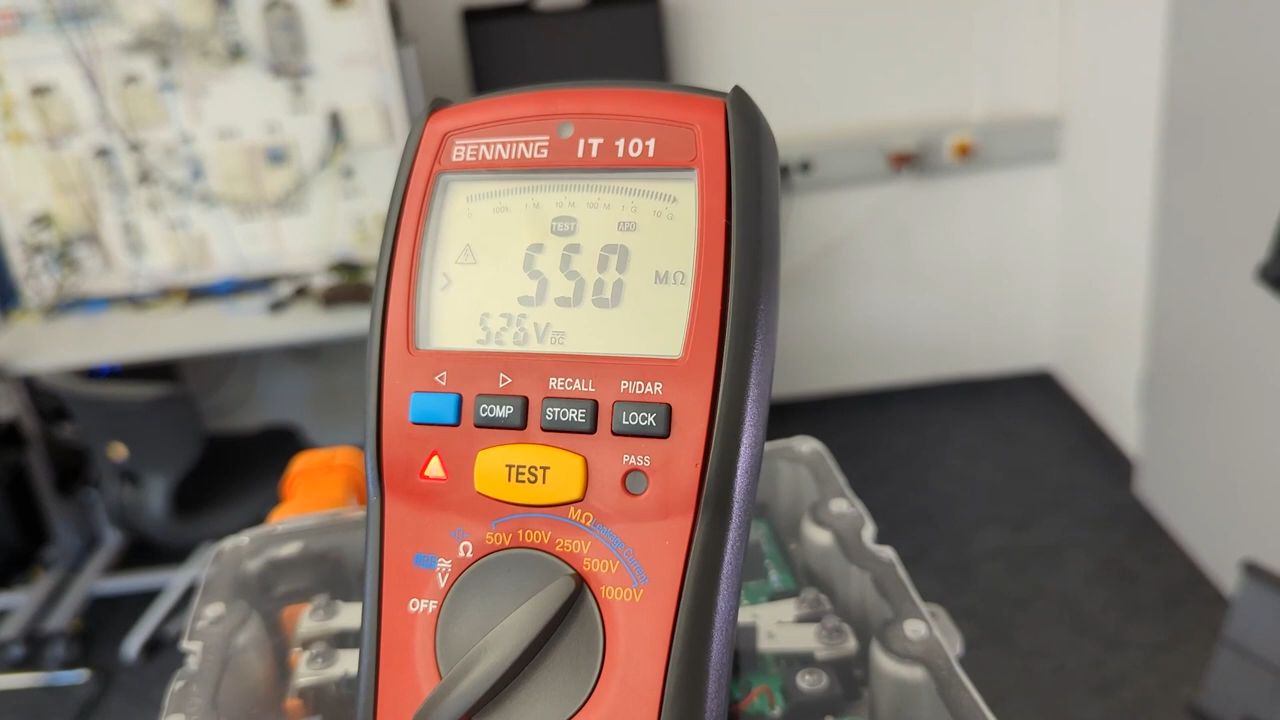 BENNING IT 101
0 100k 1 M 10 M 100 M 1 G 10 G
TEST APO
> 550 MΩ
526 V DC
RECALL PI/DAR
COMP STORE LOCK
TEST PASS
MΩ Leakage Current
Ω 50V 100V 250V
V 500V
OFF 1000V